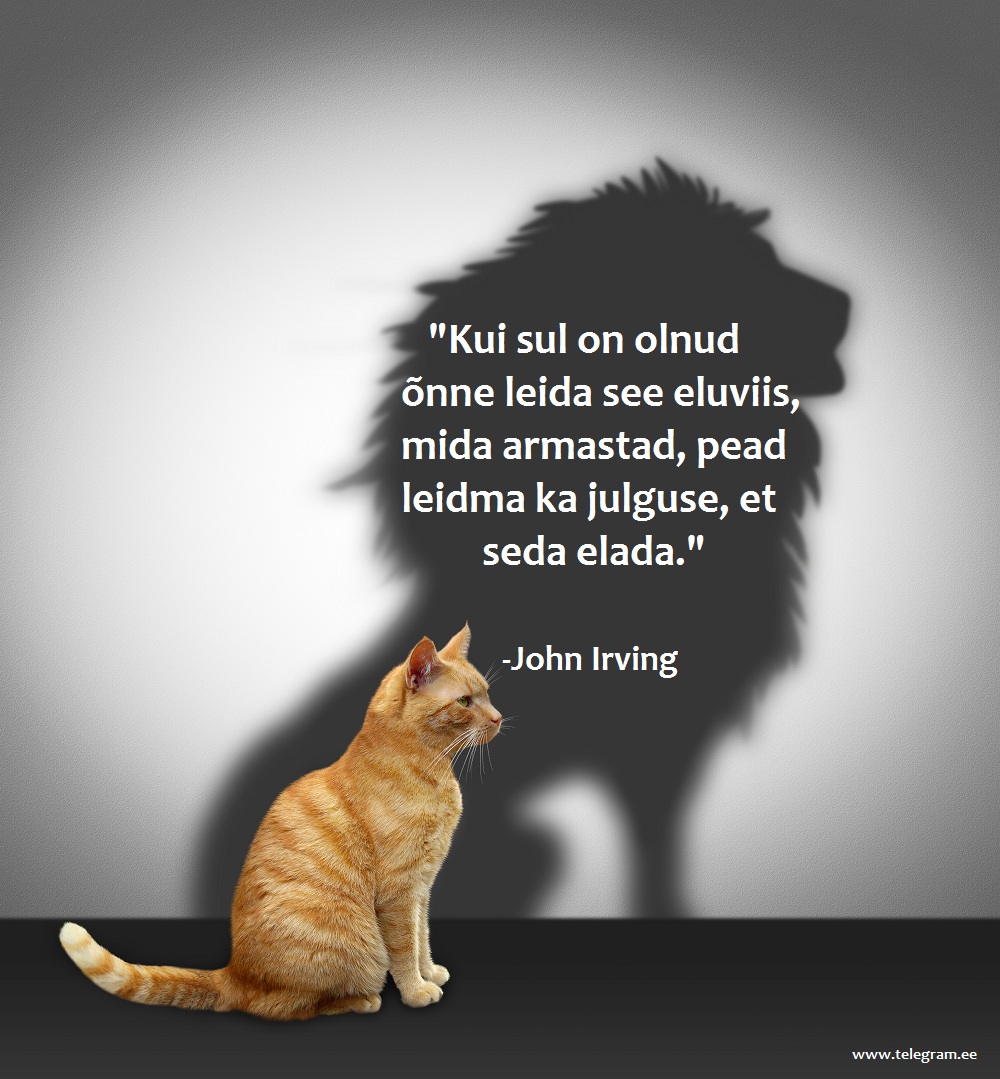 "Kui sul on olnud
õnne leida see eluviis,
mida armastad, pead
leidma ka julguse, et
seda elada."
-John Irving
www.telegram.ee